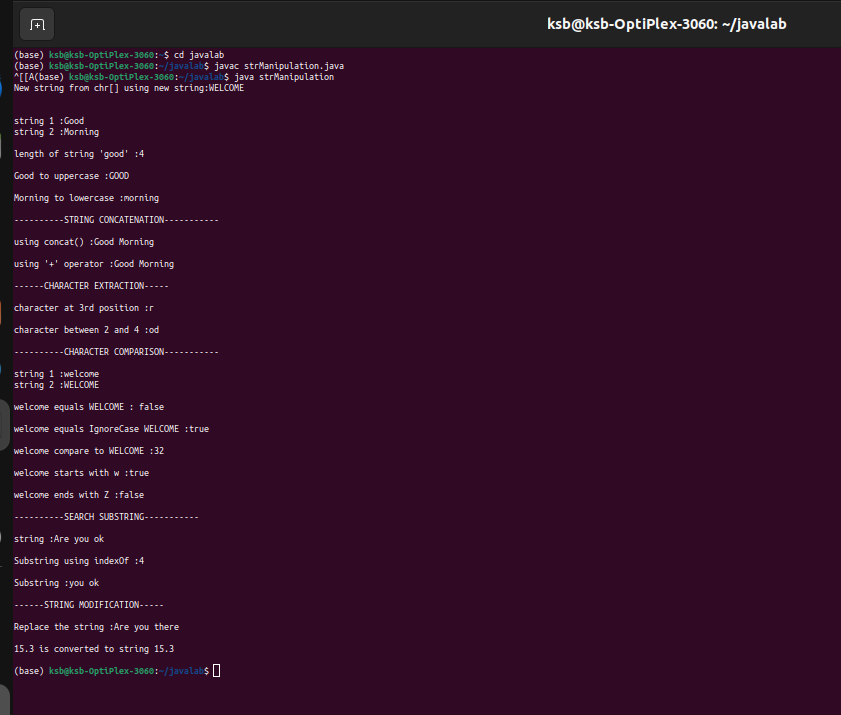 ksb@ksb-OptiPlex-3060: ~/javalab
(base) ksb@ksb-OptiPlex-3060:~$ cd javalab
(base) ksb@ksb-OptiPlex-3060:~/javalab$ javac strManipulation.java
^[[A(base) ksb@ksb-OptiPlex-3060:~/javalab$ java strManipulation
New string from chr[] using new string:WELCOME
string 1 :Good
string 2 :Morning
length of string 'good' :4
Good to uppercase :GOOD
Morning to lowercase :morning
----------STRING CONCATENATION-----------
using concat() :Good Morning
using '+' operator :Good Morning
------CHARACTER EXTRACTION-----
character at 3rd position :r
character between 2 and 4 :od
----------CHARACTER COMPARISON-----------
string 1 :welcome
string 2 :WELCOME
welcome equals WELCOME : false
welcome equals IgnoreCase WELCOME :true
welcome compare to WELCOME :32
welcome starts with w :true
welcome ends with Z :false
----------SEARCH SUBSTRING-----------
string :Are you ok
Substring using indexOf :4
Substring :you ok
------STRING MODIFICATION-----
Replace the string :Are you there
15.3 is converted to string 15.3
(base) ksb@ksb-OptiPlex-3060:~/javalab$